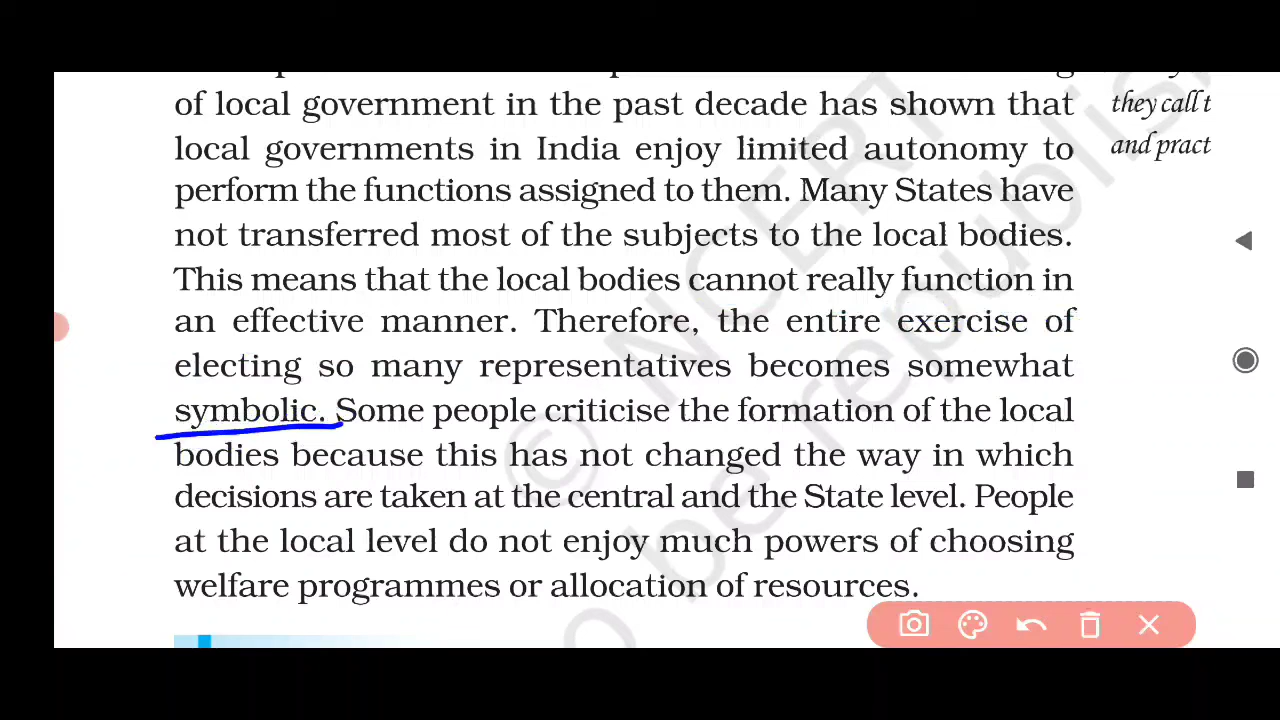 of local government in the past decade has shown that
local governments in India enjoy limited autonomy to
perform the functions assigned to them. Many States have
not transferred most of the subjects to the local bodies.
This means that the local bodies cannot really function in
an effective manner. Therefore, the entire exercise of
electing so many representatives becomes somewhat
symbolic. Some people criticise the formation of the local
bodies because this has not changed the way in which
decisions are taken at the central and the State level. People
at the local level do not enjoy much powers of choosing
welfare programmes or allocation of resources.
they call t
and pract
© NCERT
o be republis